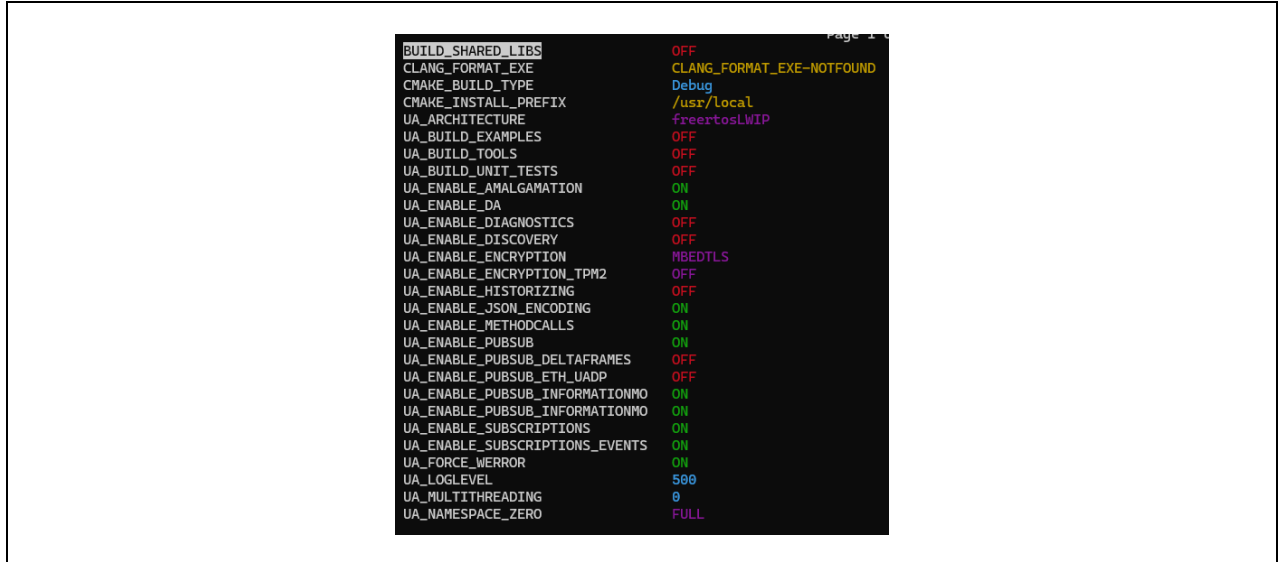 Page 1
BUILD_SHARED_LIBS OFF
CLANG_FORMAT_EXE CLANG_FORMAT_EXE-NOTFOUND
CMAKE_BUILD_TYPE Debug
CMAKE_INSTALL_PREFIX /usr/local
UA_ARCHITECTURE freertosLWIP
UA_BUILD_EXAMPLES OFF
UA_BUILD_TOOLS OFF
UA_BUILD_UNIT_TESTS OFF
UA_ENABLE_AMALGAMATION ON
UA_ENABLE_DA ON
UA_ENABLE_DIAGNOSTICS OFF
UA_ENABLE_DISCOVERY OFF
UA_ENABLE_ENCRYPTION MBEDTLS
UA_ENABLE_ENCRYPTION_TPM2 OFF
UA_ENABLE_HISTORIZING OFF
UA_ENABLE_JSON_ENCODING ON
UA_ENABLE_METHODCALLS ON
UA_ENABLE_PUBSUB ON
UA_ENABLE_PUBSUB_DELTAFRAMES OFF
UA_ENABLE_PUBSUB_ETH_UADP OFF
UA_ENABLE_PUBSUB_INFORMATIONMO ON
UA_ENABLE_PUBSUB_INFORMATIONMO ON
UA_ENABLE_SUBSCRIPTIONS ON
UA_ENABLE_SUBSCRIPTIONS_EVENTS ON
UA_FORCE_WERROR ON
UA_LOGLEVEL 500
UA_MULTITHREADING 0
UA_NAMESPACE_ZERO FULL